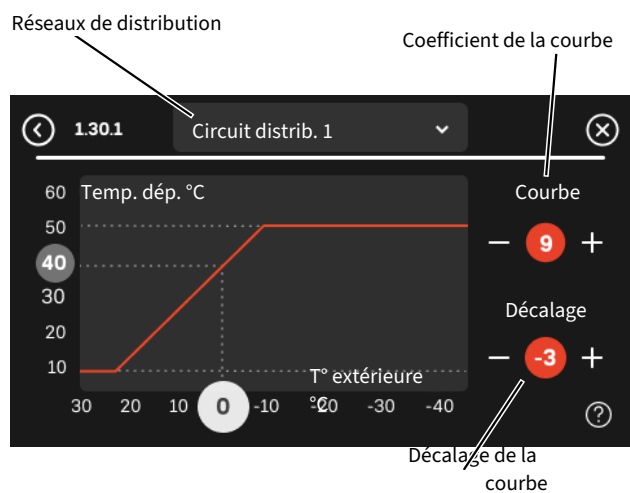 Réseaux de distribution
Coefficient de la courbe
1.30.1
Circuit distrib. 1
60
Temp. dép. °C
Courbe
50
9
40
30
Décalage
20
-3
10
T° extérieure
°C
30 20 10 0 -10 -20 -30 -40
?
Décalage de la
courbe